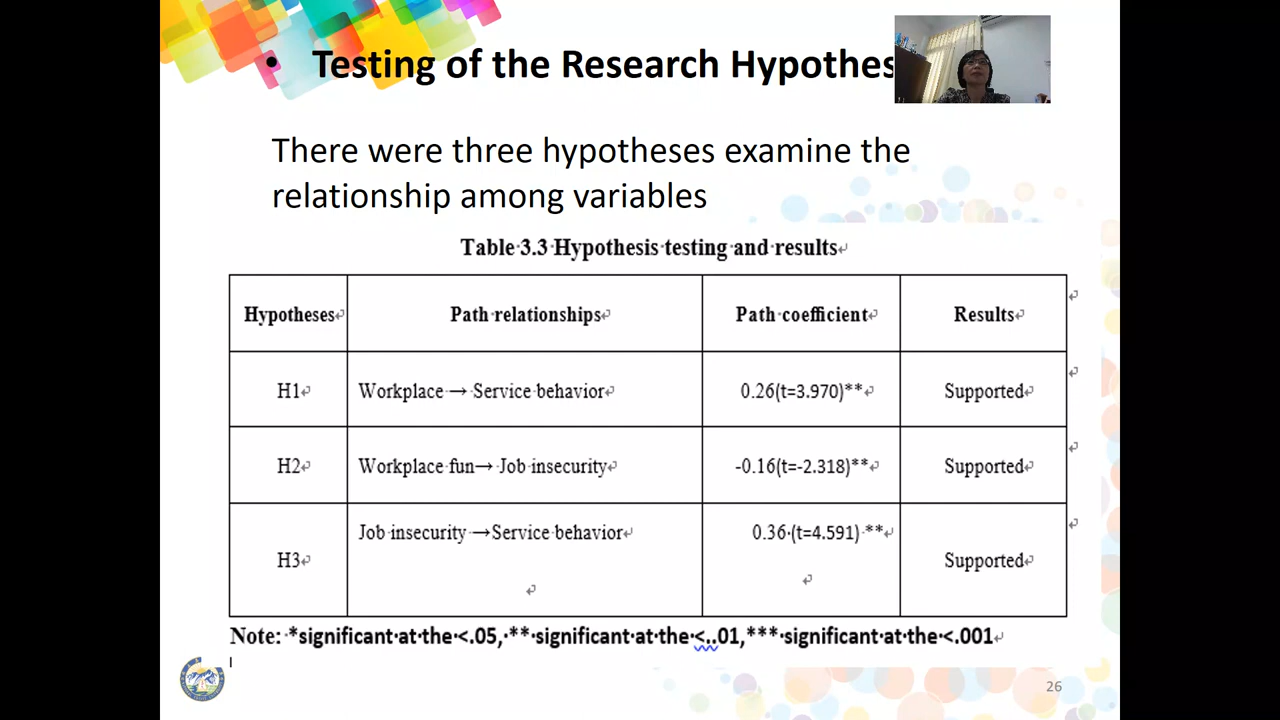 • Testing of the Research Hypothes
There were three hypotheses examine the
relationship among variables
Table 3.3 Hypothesis testing and results
Hypotheses Path relationships Path coefficient Results
H1 Workplace → Service behavior 0.26(t=3.970)** Supported
H2 Workplace fun→ Job insecurity -0.16(t=-2.318)** Supported
H3 Job insecurity →Service behavior 0.36 (t=4.591) ** Supported
Note: *significant at the <.05, ** significant at the <..01,*** significant at the <.001
26